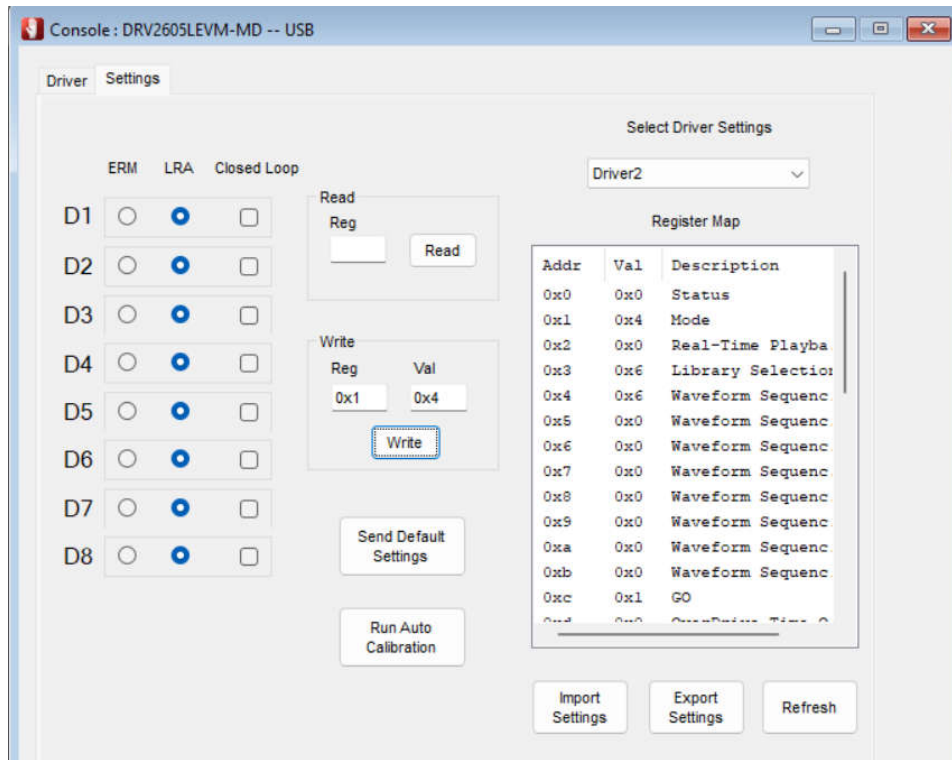 Console : DRV2605LEVM-MD -- USB
Driver
Settings
ERM LRA Closed Loop
D1
D2
D3
D4
D5
D6
D7
D8
Read
Reg
Read
Write
Reg Val
0x1 0x4
Write
Send Default
Settings
Run Auto
Calibration
Select Driver Settings
Driver2
Register Map
Addr Val Description
0x0 0x0 Status
0x1 0x4 Mode
0x2 0x0 Real-Time Playba
0x3 0x6 Library Selection
0x4 0x6 Waveform Sequenc
0x5 0x0 Waveform Sequenc
0x6 0x0 Waveform Sequenc
0x7 0x0 Waveform Sequenc
0x8 0x0 Waveform Sequenc
0x9 0x0 Waveform Sequenc
0xa 0x0 Waveform Sequenc
0xb 0x0 Waveform Sequenc
0xc 0x1 GO
Import
Settings
Export
Settings
Refresh